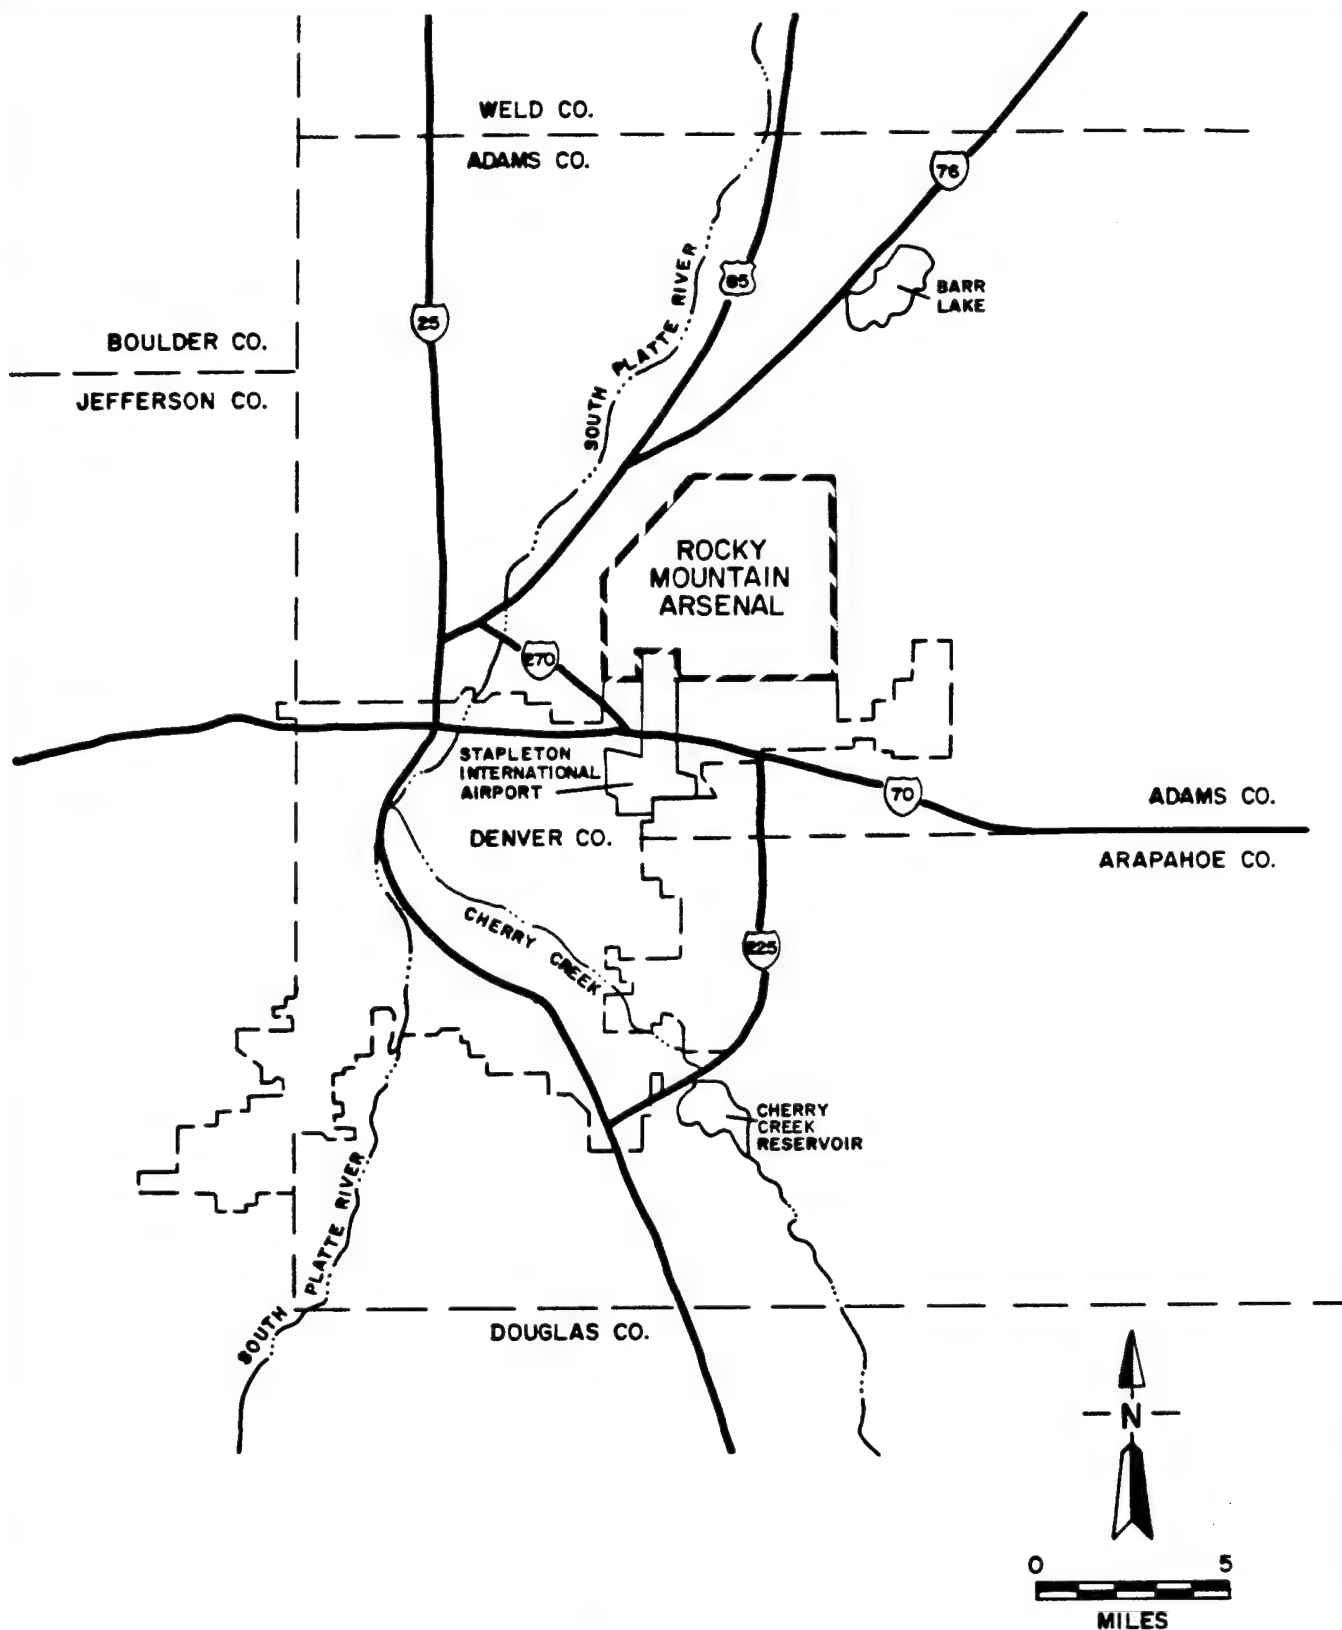 WELD CO.
ADAMS CO.
76
SOUTH PLATTE RIVER
85
BARR
LAKE
25
BOULDER CO.
JEFFERSON CO.
ROCKY
MOUNTAIN
ARSENAL
270
STAPLETON
INTERNATIONAL
AIRPORT
70
ADAMS CO.
DENVER CO.
ARAPAHOE CO.
CHERRY CREEK
225
CHERRY
CREEK
RESERVOIR
SOUTH PLATTE RIVER
DOUGLAS CO.
N
0 5
MILES